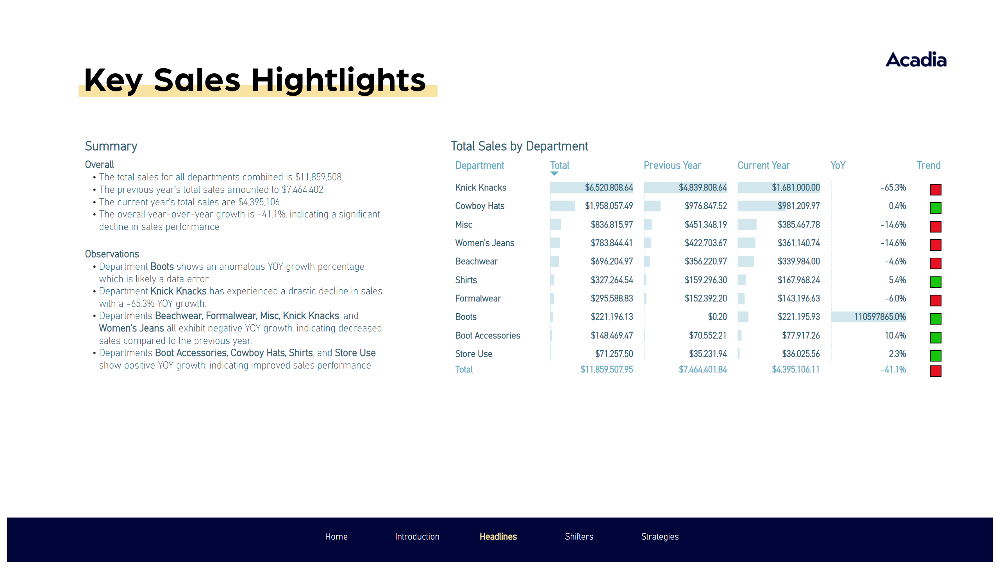 Acadia
Key Sales Hightlights
Summary
Overall
• The total sales for all departments combined is $11,859,508.
• The previous year's total sales amounted to $7,464,402.
• The current year's total sales are $4,395,106.
• The overall year-over-year growth is -41.1%, indicating a significant
decline in sales performance.
Observations
• Department Boots shows an anomalous YOY growth percentage
which is likely a data error.
• Department Knick Knacks has experienced a drastic decline in sales
with a -65.3% YOY growth.
• Departments Beachwear, Formalwear, Misc, Knick Knacks, and
Women's Jeans all exhibit negative YOY growth, indicating decreased
sales compared to the previous year.
• Departments Boot Accessories, Cowboy Hats, Shirts, and Store Use
show positive YOY growth, indicating improved sales performance.
Total Sales by Department
Department Total Previous Year Current Year YoY Trend
Knick Knacks $6,520,808.64 $4,839,808.64 $1,681,000.00 -65.3%
Cowboy Hats $1,958,057.49 $976,847.52 $981,209.97 0.4%
Misc $836,815.97 $451,348.19 $385,467.78 -14.6%
Women's Jeans $783,844.41 $422,703.67 $361,140.74 -14.6%
Beachwear $696,204.97 $356,220.97 $339,984.00 -4.6%
Shirts $327,264.54 $159,296.30 $167,968.24 5.4%
Formalwear $295,588.83 $152,392.20 $143,196.63 -6.0%
Boots $221,196.13 $0.20 $221,195.93 110597865.0%
Boot Accessories $148,469.47 $70,552.21 $77,917.26 10.4%
Store Use $71,257.50 $35,231.94 $36,025.56 2.3%
Total $11,859,507.95 $7,464,401.84 $4,395,106.11 -41.1%
Home Introduction Headlines Shifters Strategies